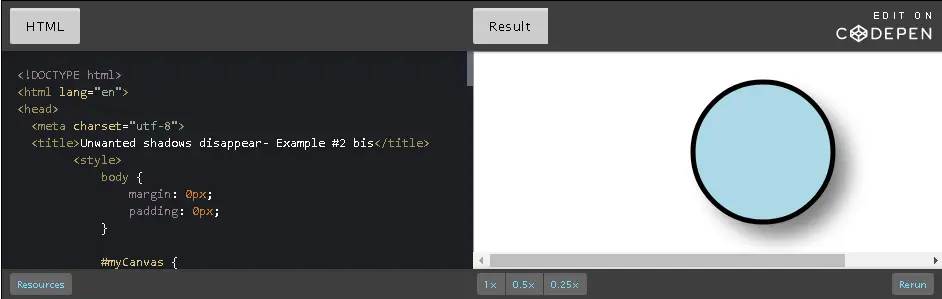 HTML
Result
EDIT ON
CODEPEN
<!DOCTYPE html>
<html lang="en">
<head>
<meta charset="utf-8">
<title>Unwanted shadows disappear- Example #2 bis</title>
<style>
body {
margin: 0px;
padding: 0px;
}
#myCanvas {
Resources
1×
0.5×
0.25×
Rerun